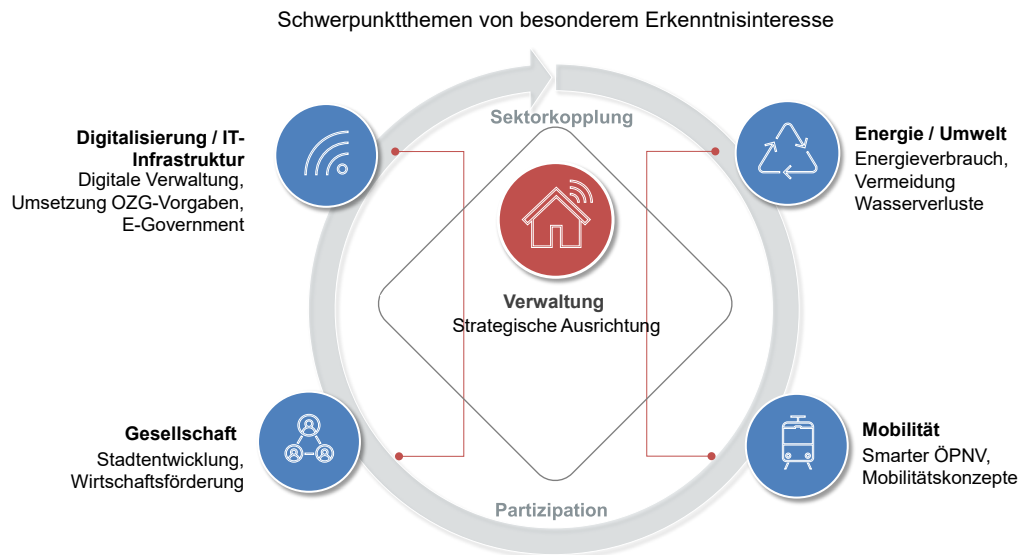 Schwerpunktthemen von besonderem Erkenntnisinteresse
Sektorkopplung
Digitalisierung / IT-
Infrastruktur
Digitale Verwaltung,
Umsetzung OZG-Vorgaben,
E-Government
Energie / Umwelt
Energieverbrauch,
Vermeidung
Wasserverluste
Verwaltung
Strategische Ausrichtung
Gesellschaft
Stadtentwicklung,
Wirtschaftsförderung
Mobilität
Smarter ÖPNV,
Mobilitätskonzepte
Partizipation